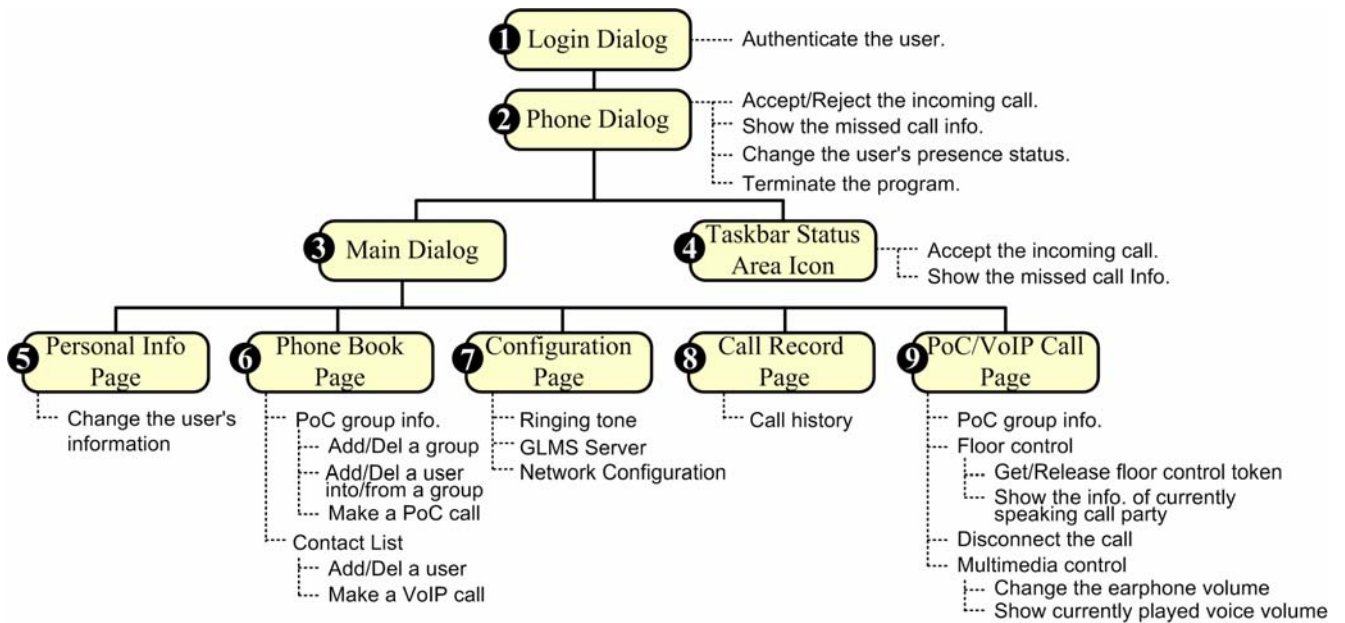 1 Login Dialog
Authenticate the user.
2 Phone Dialog
Accept/Reject the incoming call.
Show the missed call info.
Change the user's presence status.
Terminate the program.
3 Main Dialog
4 Taskbar Status
Area Icon
Accept the incoming call.
Show the missed call Info.
5 Personal Info
Page
Change the user's
information
6 Phone Book
Page
PoC group info.
Add/Del a group
Add/Del a user
into/from a group
Make a PoC call
Contact List
Add/Del a user
Make a VoIP call
7 Configuration
Page
Ringing tone
GLMS Server
Network Configuration
8 Call Record
Page
Call history
9 PoC/VoIP Call
Page
PoC group info.
Floor control
Get/Release floor control token
Show the info. of currently
speaking call party
Disconnect the call
Multimedia control
Change the earphone volume
Show currently played voice volume